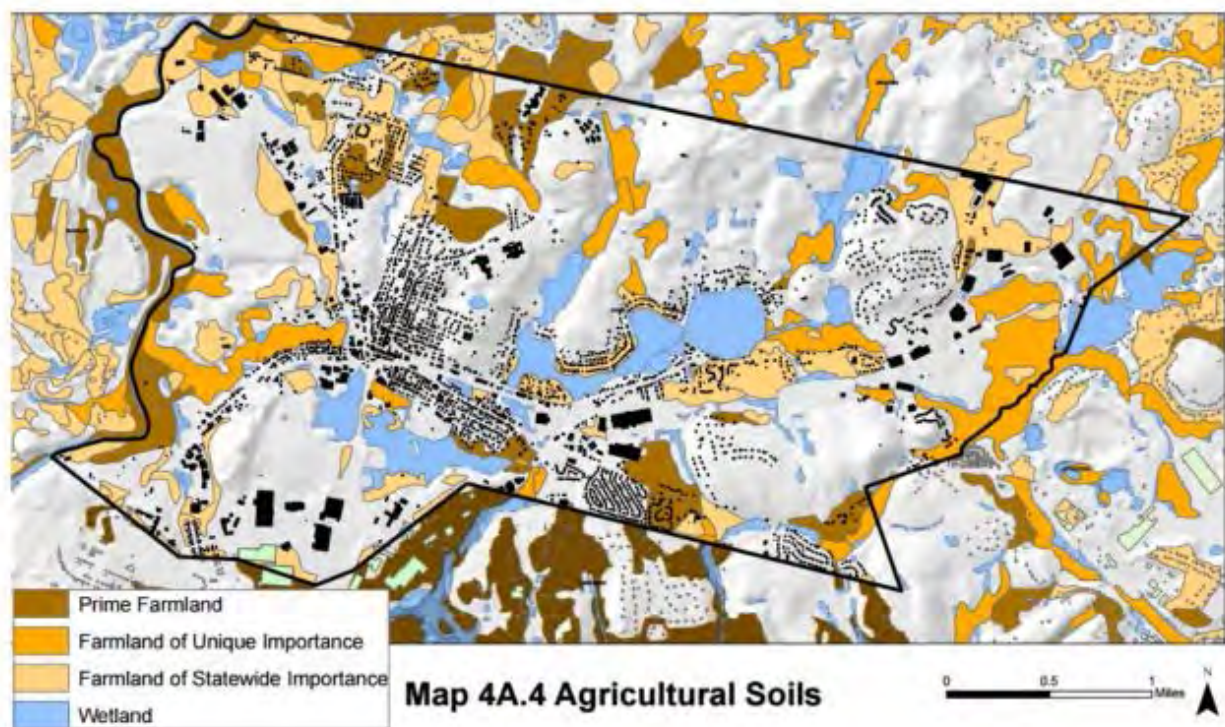 Prime Farmland
Farmland of Unique Importance
Farmland of Statewide Importance
Wetland
Map 4A.4 Agricultural Soils
0 0.5 1
Miles
N